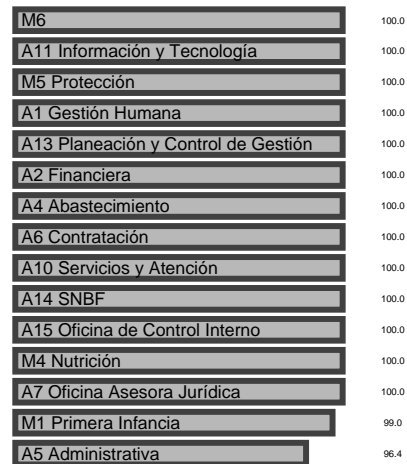 M6 100.0
A11 Información y Tecnología 100.0
M5 Protección 100.0
A1 Gestión Humana 100.0
A13 Planeación y Control de Gestión 100.0
A2 Financiera 100.0
A4 Abastecimiento 100.0
A6 Contratación 100.0
A10 Servicios y Atención 100.0
A14 SNBF 100.0
A15 Oficina de Control Interno 100.0
M4 Nutrición 100.0
A7 Oficina Asesora Jurídica 100.0
M1 Primera Infancia 99.0
A5 Administrativa 96.4